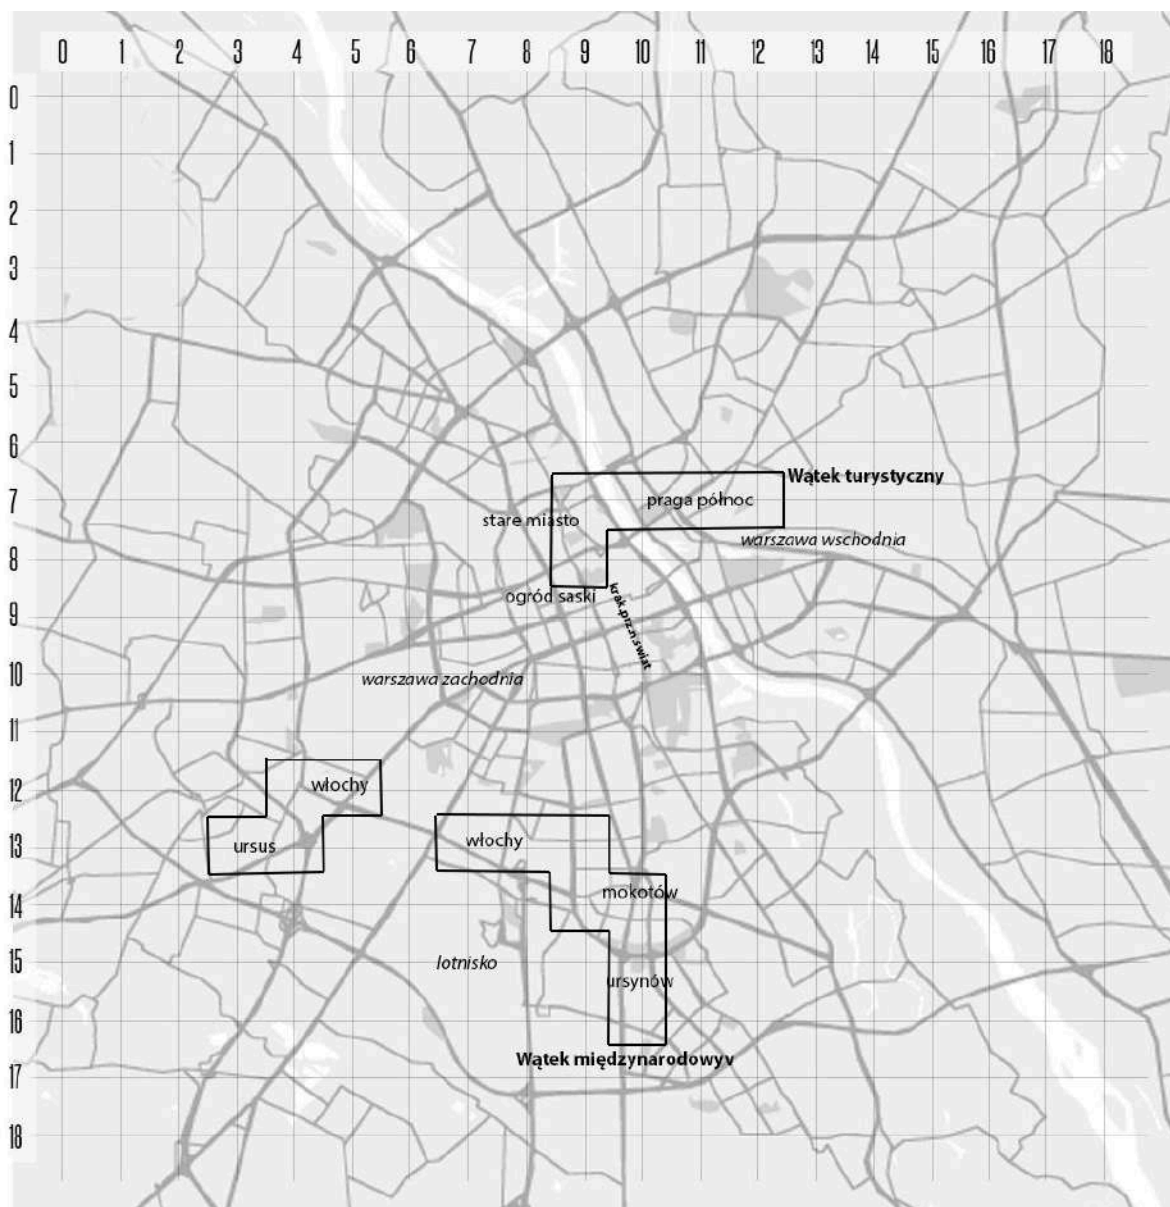 0 1 2 3 4 5 6 7 8 9 10 11 12 13 14 15 16 17 18
0
1
2
3
4
5
6
Wątek turystyczny
7
praga północ
stare miasto
warszawa wschodnia
8
ogród saski
krak.prz.n.swiat
9
10
warszawa zachodnia
11
12
włochy
13
włochy
ursus
mokotów
14
15
lotnisko
ursynów
16
Wątek międzynarodowyv
17
18